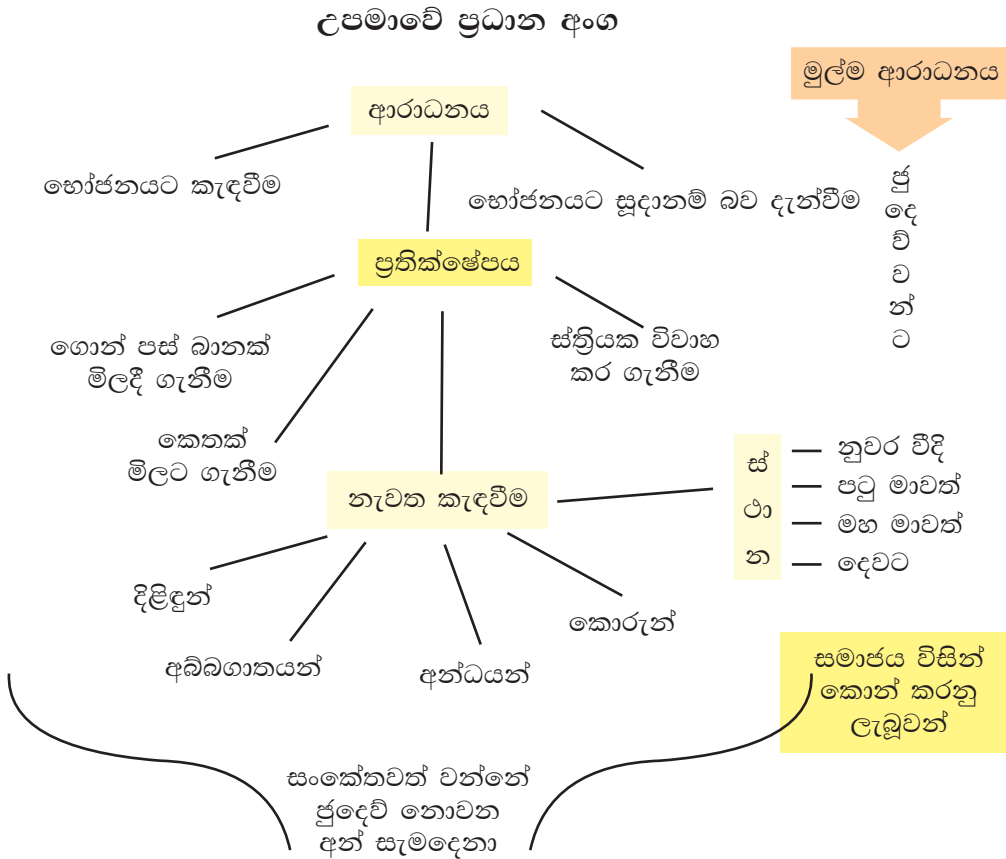 උපමාවේ ප්‍රධාන අංග
මුල්ම ආරාධනය
ජුදෙව්වන්ට
ආරාධනය
භෝජනයට කැඳවීම
භෝජනයට සූදානම් බව දැන්වීම
ප්‍රතික්ෂේපය
ගොන් පස් බානක්
මිලදී ගැනීම
ස්ත්‍රියක විවාහ
කර ගැනීම
කෙතක්
මිලට ගැනීම
නැවත කැඳවීම
ස්ථාන
නුවර වීදි
පටු මාවත්
මහ මාවත්
දෙවට
දිළිඳුන්
අබ්බගාතයන්
අන්ධයන්
කොරුන්
සමාජය විසින්
කොන් කරනු
ලැබූවන්
සංකේතවත් වන්නේ
ජුදෙව් නොවන
අන් සැමදෙනා